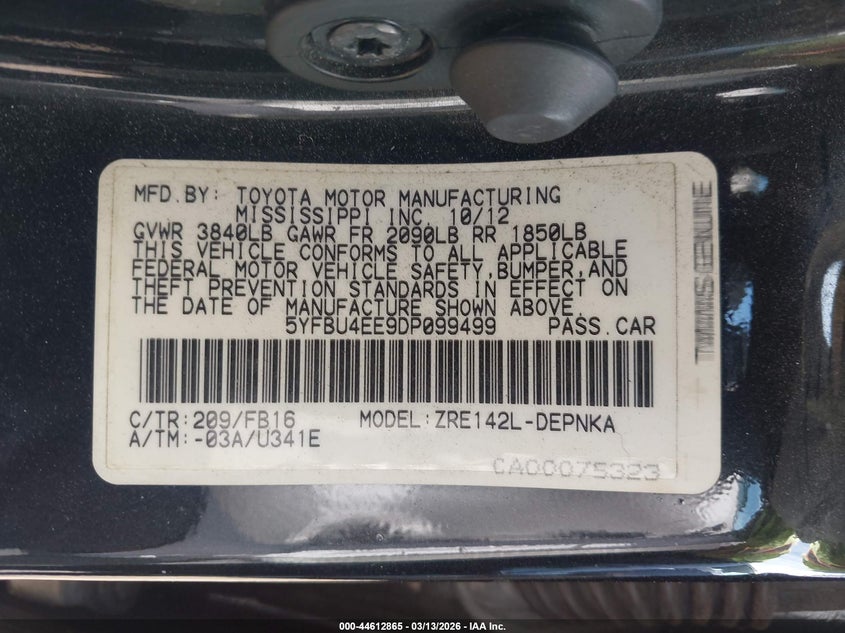 MFD.BY: TOYOTA MOTOR MANUFACTURING
MISSISSIPPI INC. 10/12
GVWR 3840LB GAWR FR 2090LB RR 1850LB
THIS VEHICLE CONFORMS TO ALL APPLICABLE
FEDERAL MOTOR VEHICLE SAFETY,BUMPER,AND
THEFT PREVENTION STANDARDS IN EFFECT ON
THE DATE OF MANUFACTURE SHOWN ABOVE.
5YFBU4EE9DP099499 PASS.CAR
C/TR:209/FB16 MODEL:ZRE142L-DEPNKA
A/TM:-03A/U341E
CA00075323
GENUINE
000-44612865 - 03/13/2026 - IAA Inc.